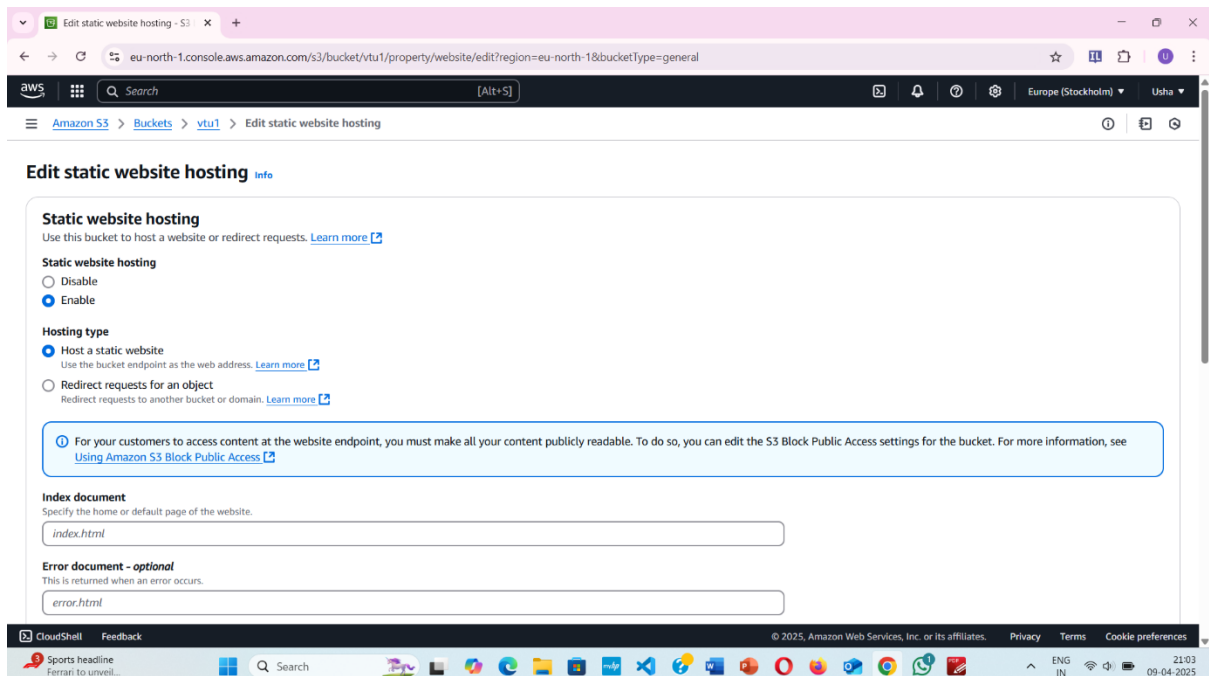 Edit static website hosting - S3
eu-north-1.console.aws.amazon.com/s3/bucket/vtu1/property/website/edit?region=eu-north-1&bucketType=general
U
aws
Search [Alt+S]
Europe (Stockholm) Usha
Amazon S3 > Buckets > vtu1 > Edit static website hosting
Edit static website hosting Info
Static website hosting
Use this bucket to host a website or redirect requests. Learn more
Static website hosting
Disable
Enable
Hosting type
Host a static website
Use the bucket endpoint as the web address. Learn more
Redirect requests for an object
Redirect requests to another bucket or domain. Learn more
For your customers to access content at the website endpoint, you must make all your content publicly readable. To do so, you can edit the S3 Block Public Access settings for the bucket. For more information, see
Using Amazon S3 Block Public Access
Index document
Specify the home or default page of the website.
index.html
Error document - optional
This is returned when an error occurs.
error.html
CloudShell Feedback © 2025, Amazon Web Services, Inc. or its affiliates. Privacy Terms Cookie preferences
3 Sports headline
Ferrari to unveil...
Search
ENG
IN
21:03
09-04-2025